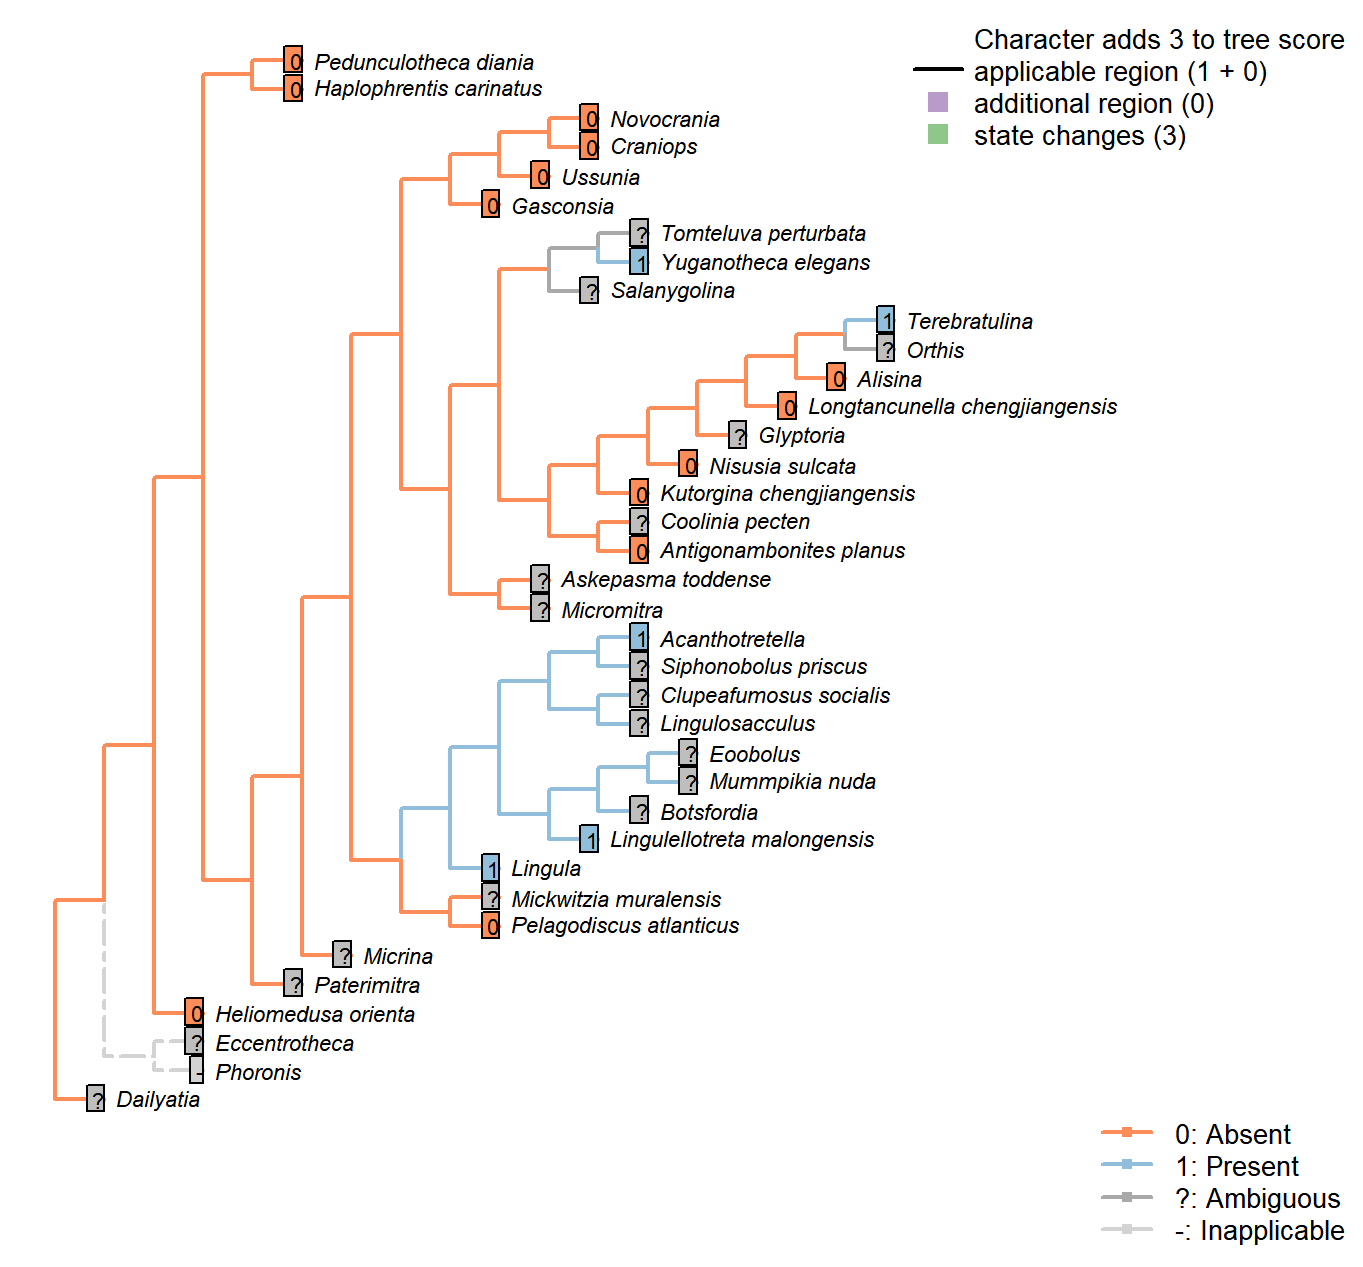 Character adds 3 to tree score
applicable region (1 + 0)
additional region (0)
state changes (3)
0 Pedunculotheca diania
0 Haplophrentis carinatus
0 Novocrania
0 Craniops
0 Ussunia
0 Gasconsia
? Tomteluva perturbata
1 Yuganotheca elegans
? Salanygolina
1 Terebratulina
? Orthis
0 Alisina
0 Longtancunella chengjiangensis
? Glyptoria
0 Nisusia sulcata
0 Kutorgina chengjiangensis
? Coolinia pecten
0 Antigonambonites planus
? Askepasma toddense
? Micromitra
1 Acanthotretella
? Siphonobolus priscus
? Clupeafumosus socialis
? Lingulosacculus
? Eoobolus
? Mummpikia nuda
? Botsfordia
1 Lingulellotreta malongensis
1 Lingula
? Mickwitzia muralensis
0 Pelagodiscus atlanticus
? Micrina
? Paterimitra
0 Heliomedusa orienta
? Eccentrotheca
- Phoronis
? Dailyatia
0: Absent
1: Present
?: Ambiguous
-: Inapplicable